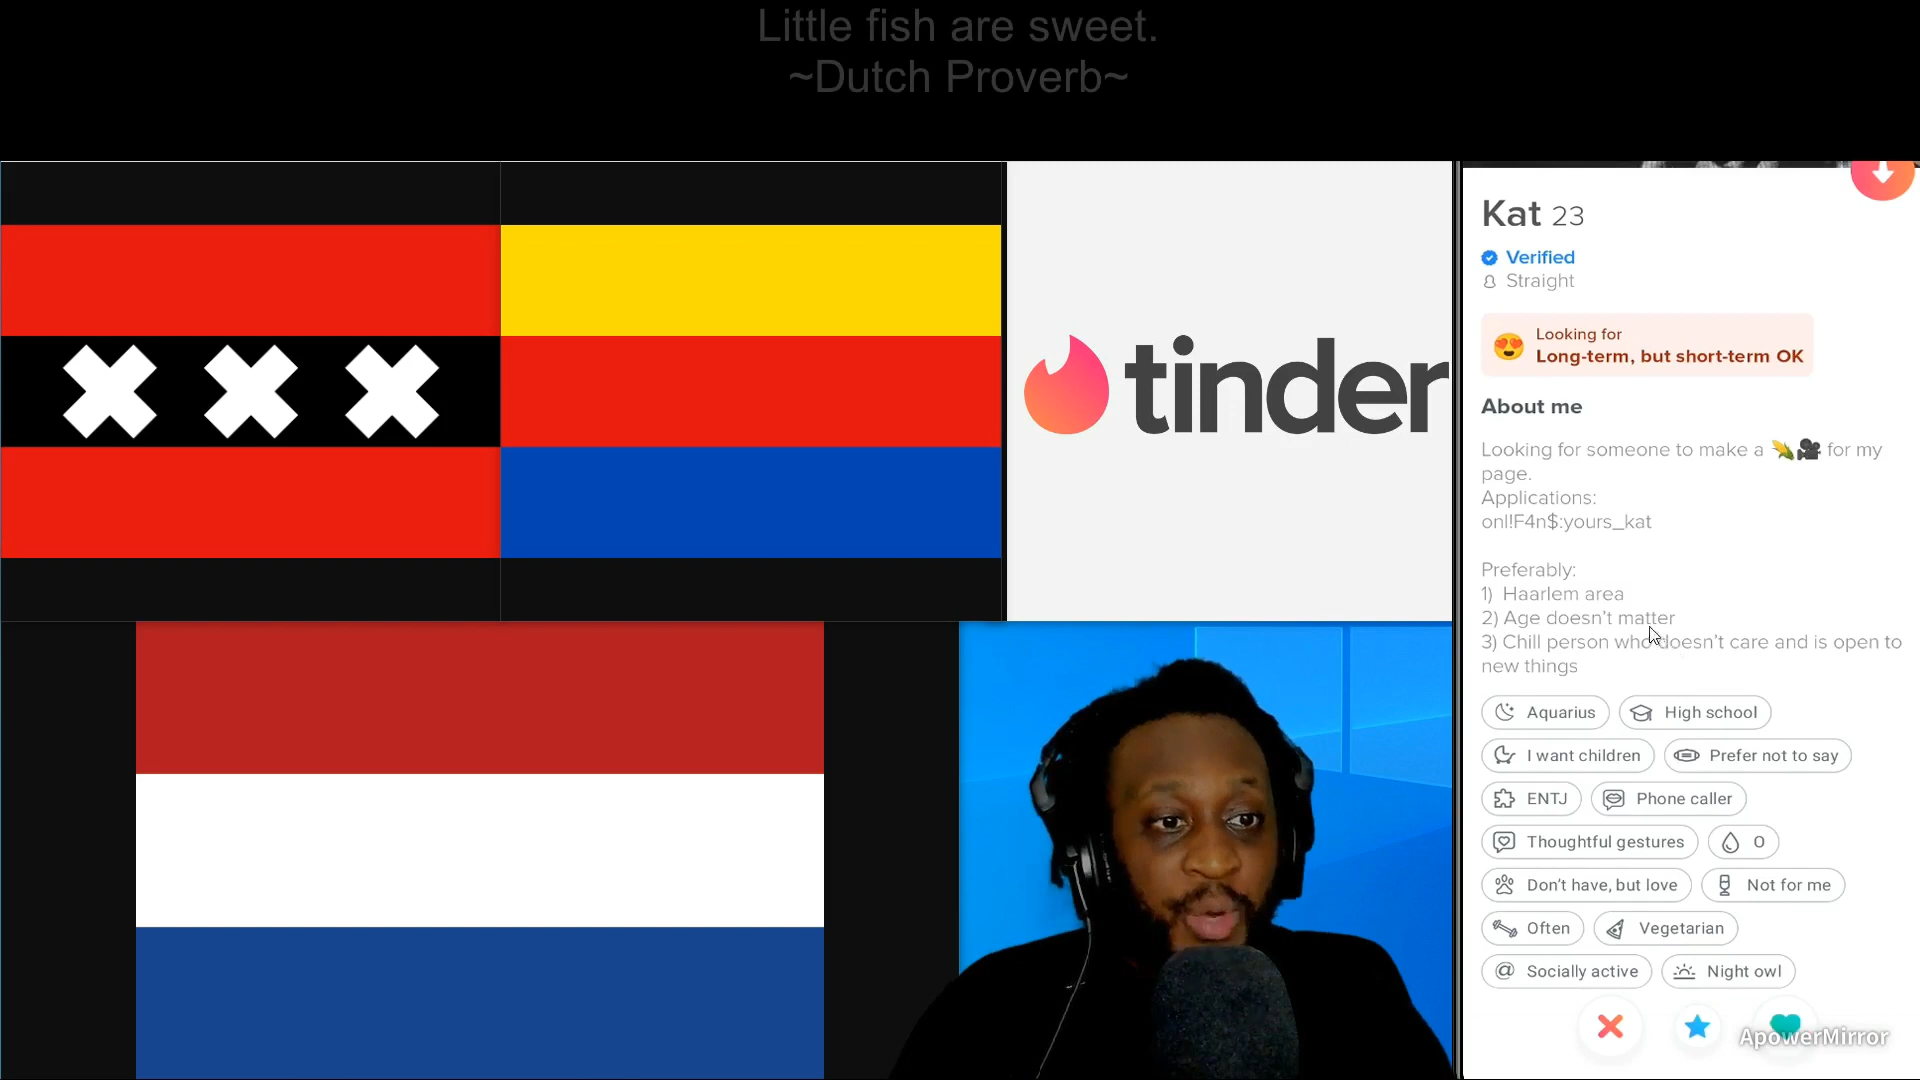 Little fish are sweet.
~Dutch Proverb~
tinder
Kat 23
Verified
Straight
Looking for
Long-term, but short-term OK
About me
Looking for someone to make a 🌽🎥 for my
page.
Applications:
onl!F4n$:yours_kat
Preferably:
1) Haarlem area
2) Age doesn't matter
3) Chill person who doesn't care and is open to
new things
Aquarius
High school
I want children
Prefer not to say
ENTJ
Phone caller
Thoughtful gestures
O
Don't have, but love
Not for me
Often
Vegetarian
Socially active
Night owl
ApowerMirror